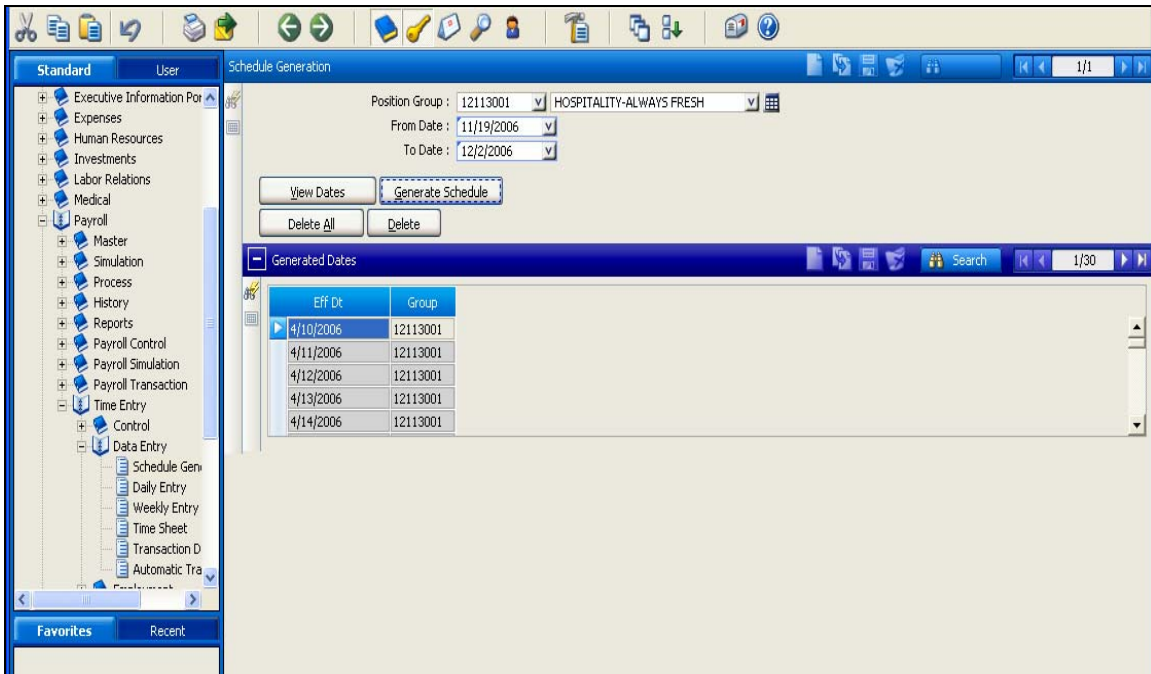 Standard User
Executive Information Por
Expenses
Human Resources
Investments
Labor Relations
Medical
Payroll
Master
Simulation
Process
History
Reports
Payroll Control
Payroll Simulation
Payroll Transaction
Time Entry
Control
Data Entry
Schedule Gen
Daily Entry
Weekly Entry
Time Sheet
Transaction D
Automatic Tra
Favorites Recent
Schedule Generation 1/1
Position Group : 12113001 HOSPITALITY-ALWAYS FRESH
From Date : 11/19/2006
To Date : 12/2/2006
View Dates Generate Schedule
Delete All Delete
Generated Dates Search 1/30
Eff Dt Group
4/10/2006 12113001
4/11/2006 12113001
4/12/2006 12113001
4/13/2006 12113001
4/14/2006 12113001